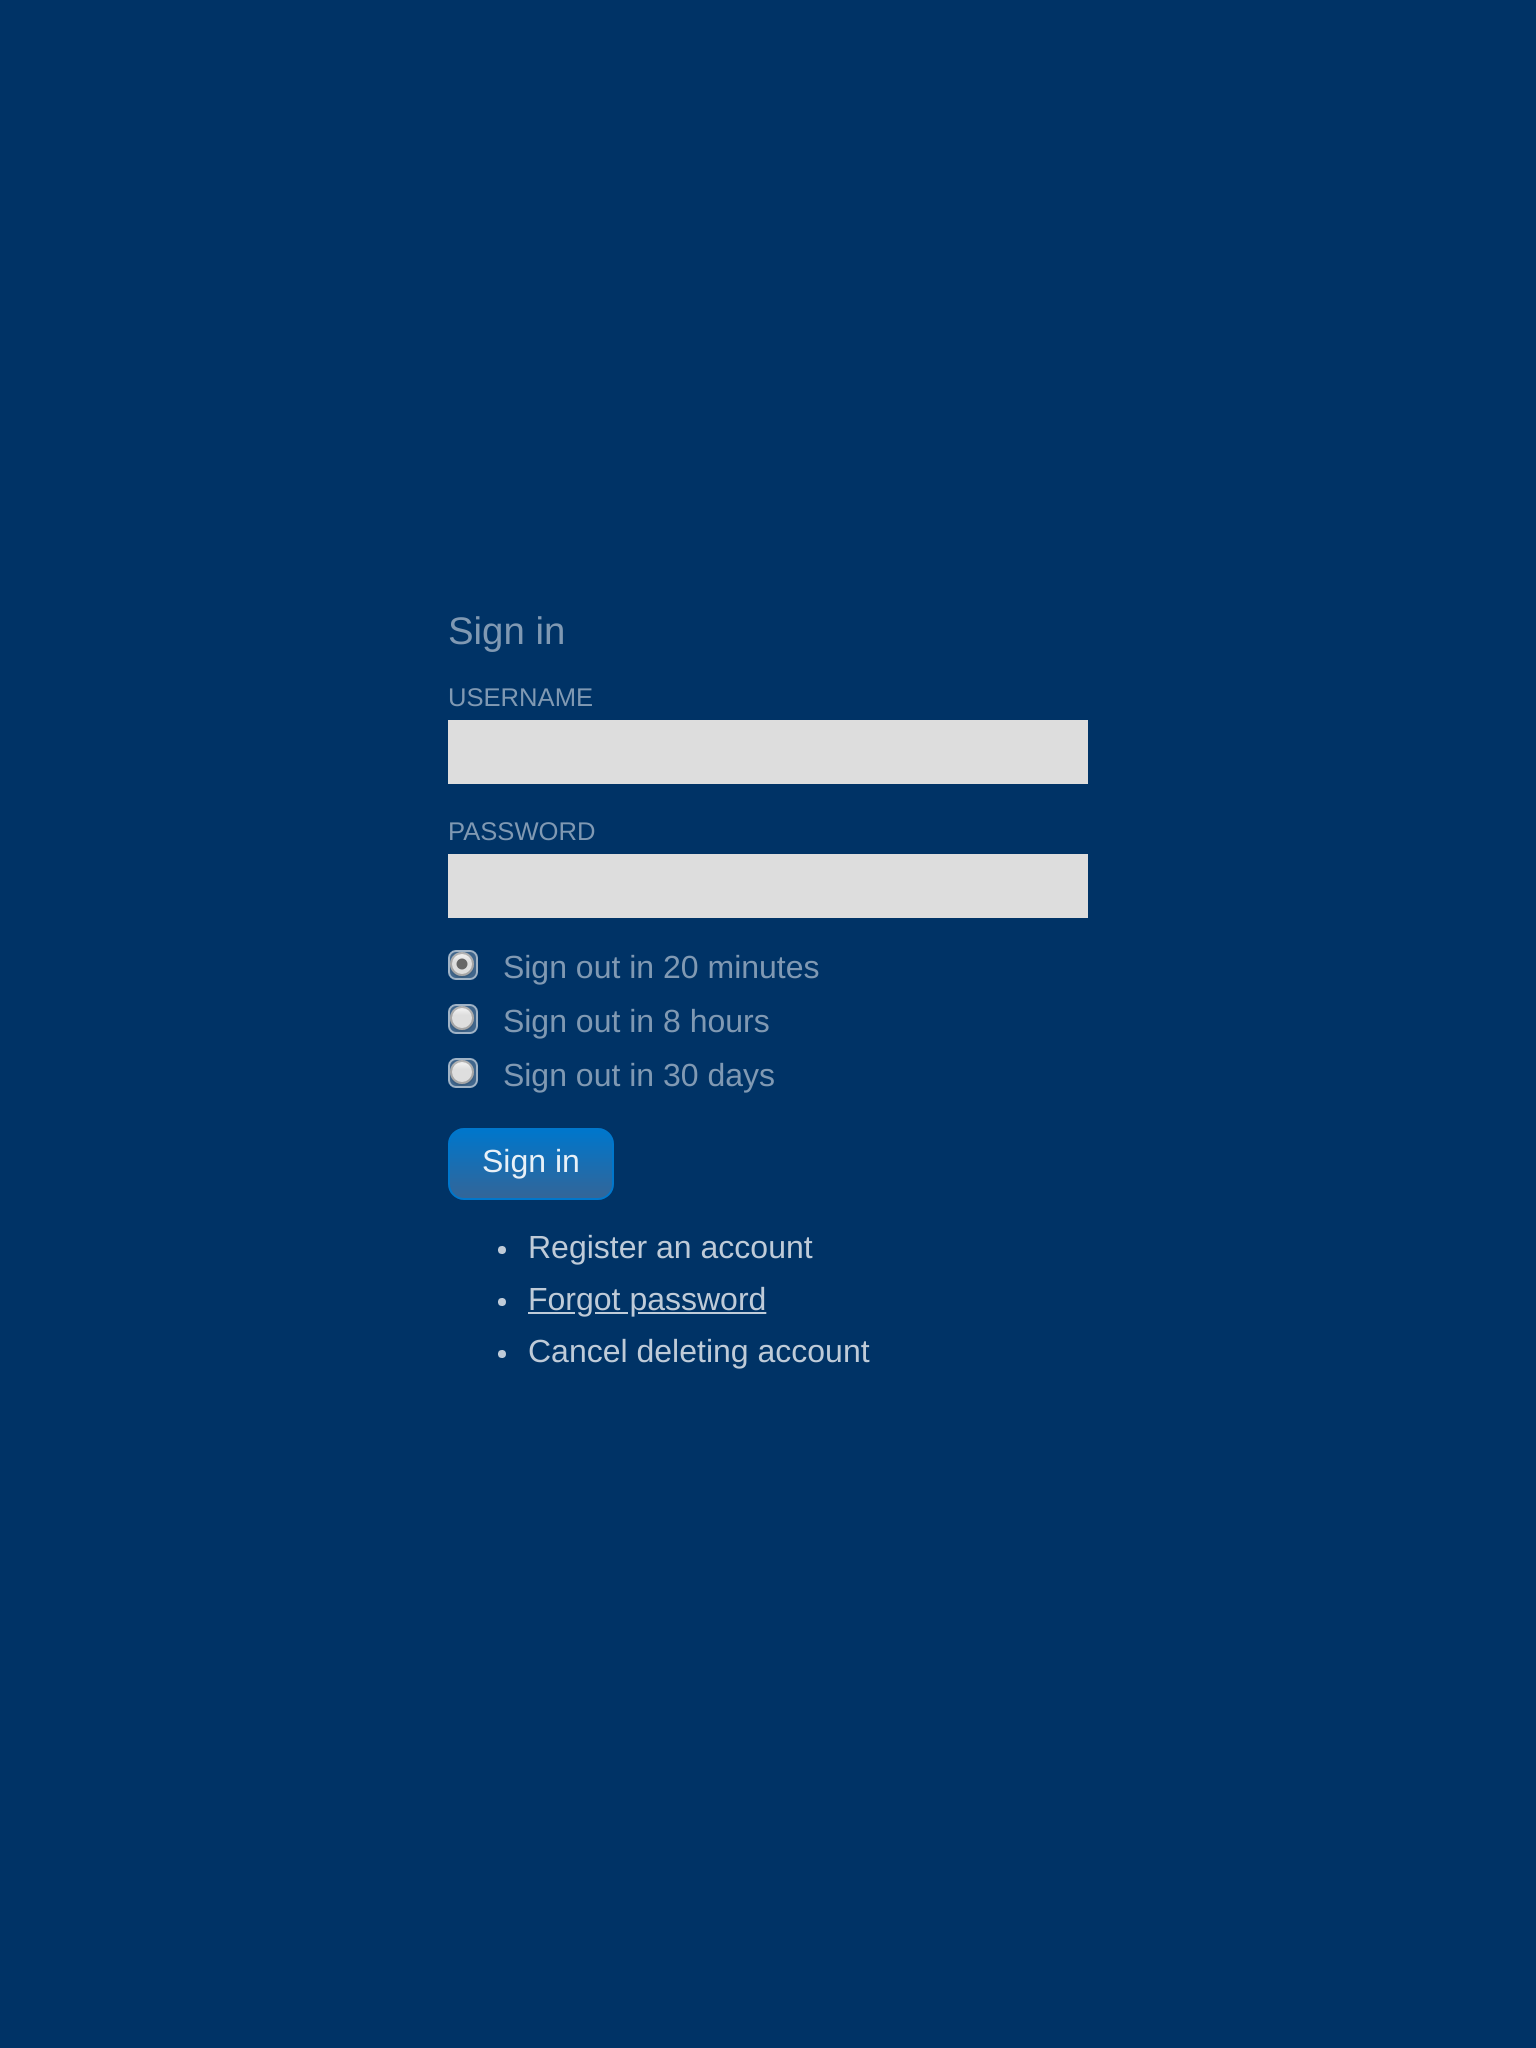 Sign in
USERNAME
PASSWORD
Sign out in 20 minutes
Sign out in 8 hours
Sign out in 30 days
Sign in
Register an account
Forgot password
Cancel deleting account